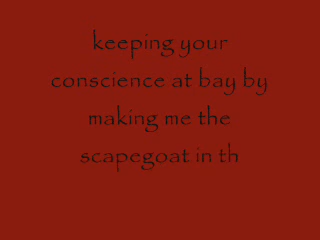 keeping your
conscience at bay by
making me the
scapegoat in th